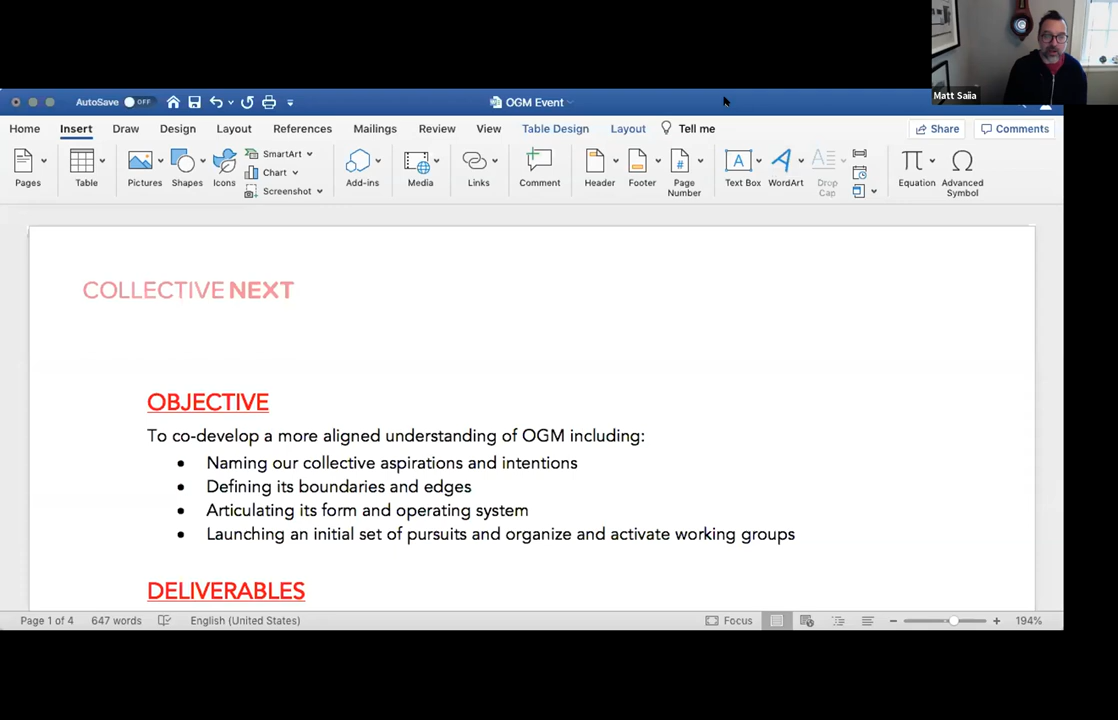 Matt Saiia
AutoSave OFF
OGM Event
Home Insert Draw Design Layout References Mailings Review View Table Design Layout Tell me Share Comments
Pages Table Pictures Shapes Icons SmartArt Chart Screenshot Add-ins Media Links Comment Header Footer Page Number Text Box WordArt Drop Cap Equation Advanced Symbol
COLLECTIVE NEXT
OBJECTIVE
To co-develop a more aligned understanding of OGM including:
• Naming our collective aspirations and intentions
• Defining its boundaries and edges
• Articulating its form and operating system
• Launching an initial set of pursuits and organize and activate working groups
DELIVERABLES
Page 1 of 4 647 words English (United States) Focus 194%